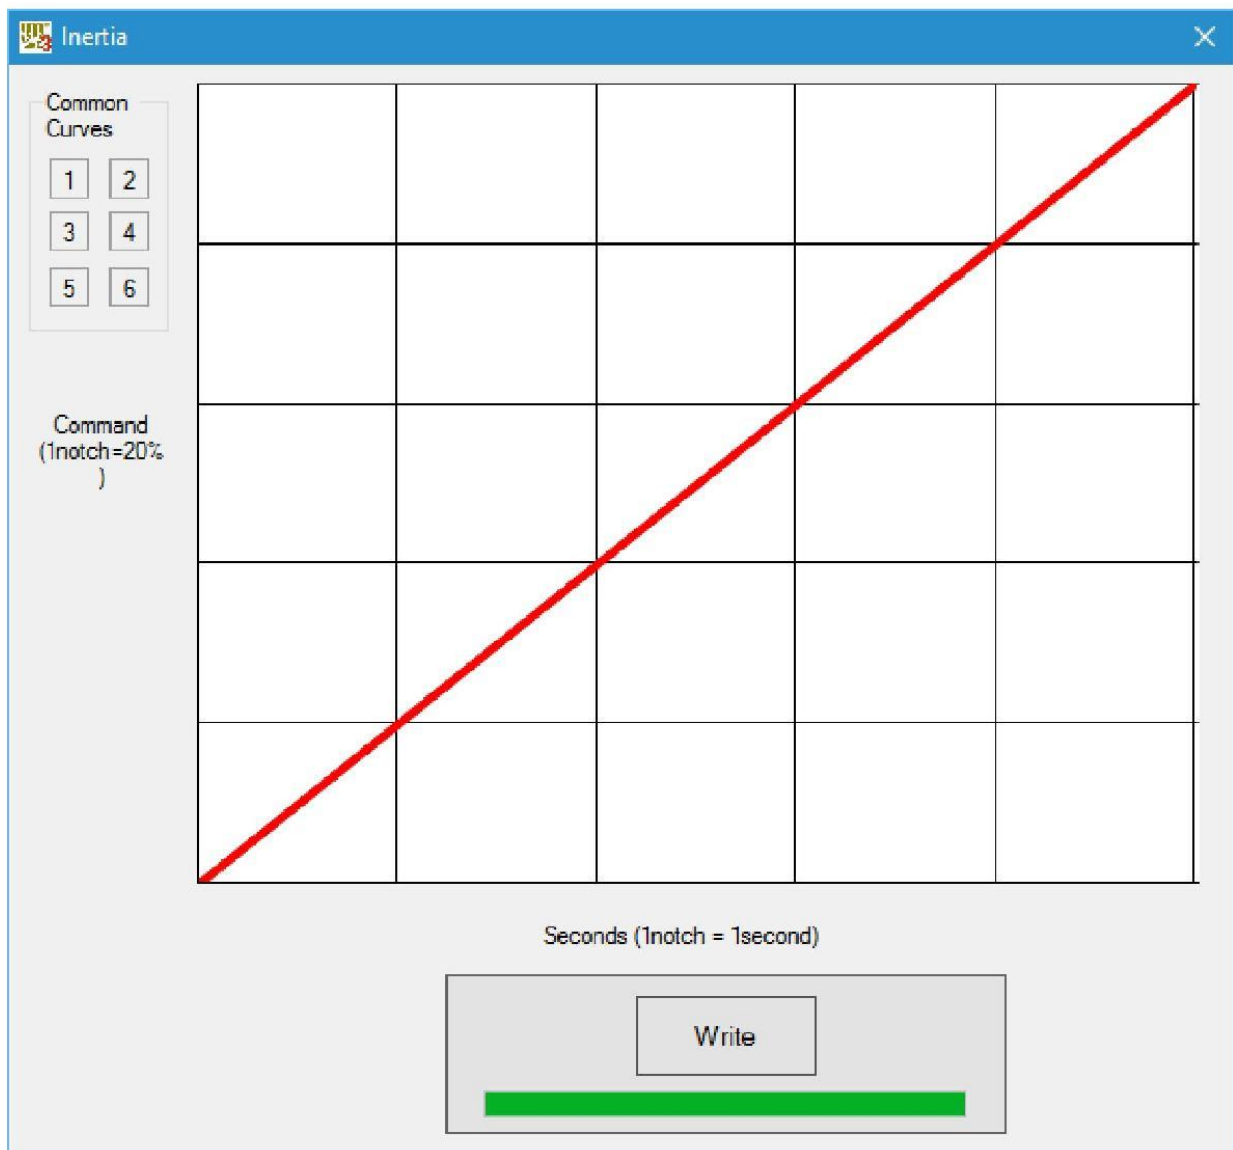 Inertia
Common
Curves
1 2
3 4
5 6
Command
(1notch=20%
)
Seconds (1notch = 1second)
Write